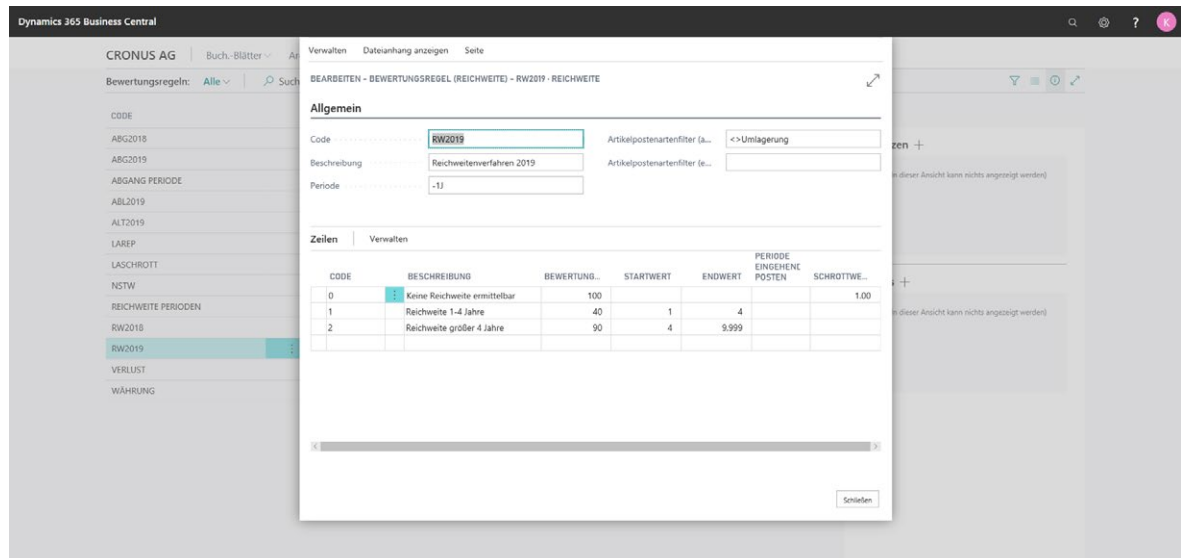 Dynamics 365 Business Central
?
K
CRONUS AG
Buch.-Blätter
Ar
Bewertungsregeln:
Alle
Such
CODE
ABG2018
ABG2019
ABGANG PERIODE
ABL2019
ALT2019
LAREP
LASCHROTT
NSTW
REICHWEITE PERIODEN
RW2018
RW2019
VERLUST
WÄHRUNG
Verwalten
Dateianhang anzeigen
Seite
BEARBEITEN - BEWERTUNGSREGEL (REICHWEITE) - RW2019 · REICHWEITE
Allgemein
Code
RW2019
Artikelpostenartenfilter (a...
<>Umlagerung
Beschreibung
Reichweitenverfahren 2019
Artikelpostenartenfilter (e...
Periode
-1J
Zeilen
Verwalten
CODE
BESCHREIBUNG
BEWERTUNG...
STARTWERT
ENDWERT
PERIODE
EINGEHENE
POSTEN
SCHROTTWE...
0
Keine Reichweite ermittelbar
100
1.00
1
Reichweite 1-4 Jahre
40
1
4
2
Reichweite größer 4 Jahre
90
4
9.999
Schließen
zen
n dieser Ansicht kann nichts angezeigt werden)
s
n dieser Ansicht kann nichts angezeigt werden)